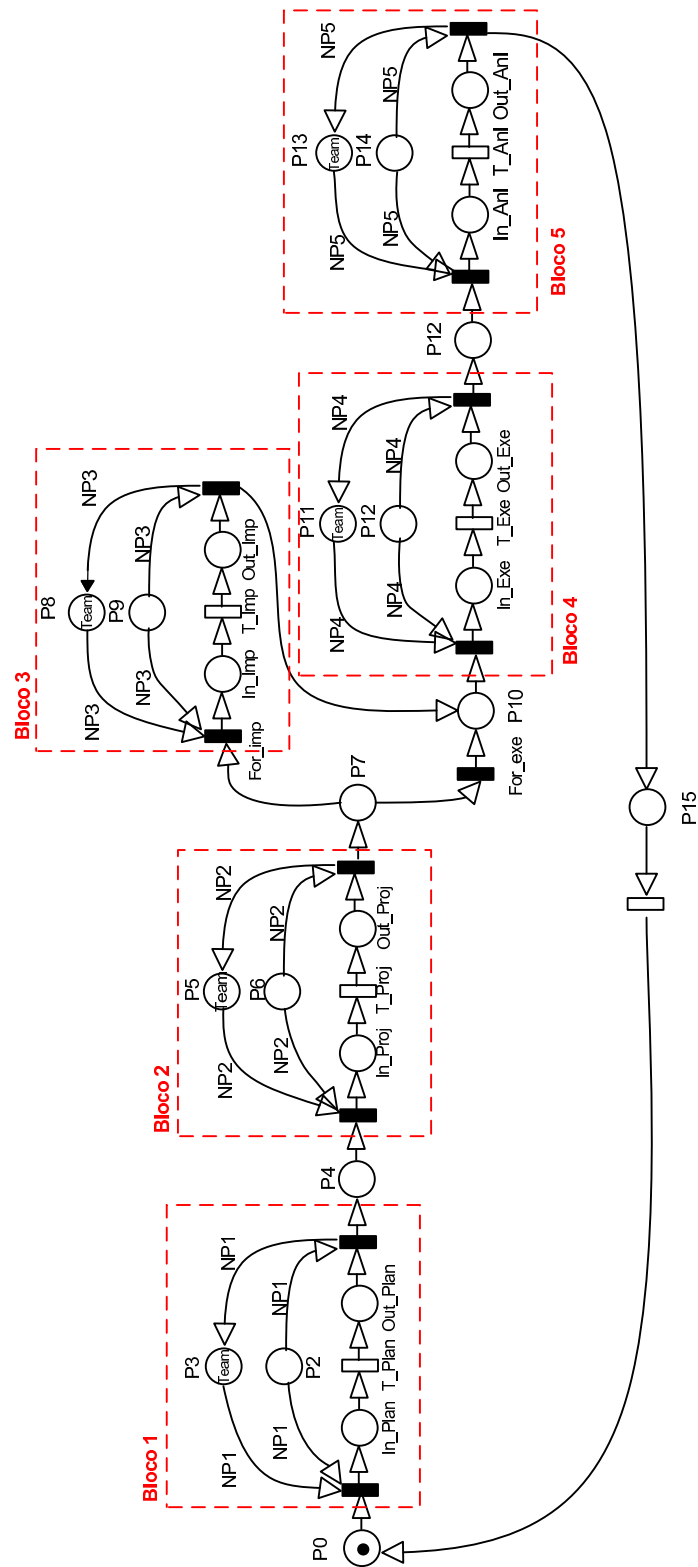 P0
Bloco 1
NP1
P3
Team
NP1
NP1
P2
NP1
In_Plan
T_Plan
Out_Plan
P4
Bloco 2
NP2
P5
Team
NP2
NP2
P6
NP2
In_Proj
T_Proj
Out_Proj
P7
Bloco 3
NP3
P8
Team
NP3
NP3
P9
NP3
For_imp
In_Imp
T_Imp
Out_Imp
For_exe
P10
Bloco 4
NP4
P11
Team
NP4
NP4
P12
NP4
In_Exe
T_Exe
Out_Exe
P12
Bloco 5
NP5
P13
Team
NP5
NP5
P14
NP5
In_Anl
T_Anl
Out_Anl
P15